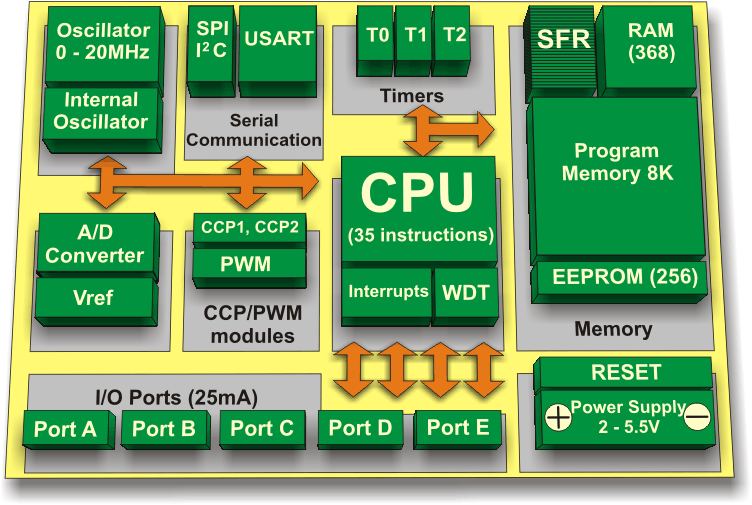 Oscillator
0 - 20MHz
Internal
Oscillator
SPI
I²C
USART
Serial
Communication
T0
T1
T2
Timers
SFR
RAM
(368)
Program
Memory 8K
EEPROM (256)
Memory
CPU
(35 instructions)
Interrupts
WDT
A/D
Converter
Vref
CCP1, CCP2
PWM
CCP/PWM
modules
I/O Ports (25mA)
Port A
Port B
Port C
Port D
Port E
RESET
+
Power Supply
2 - 5.5V
−